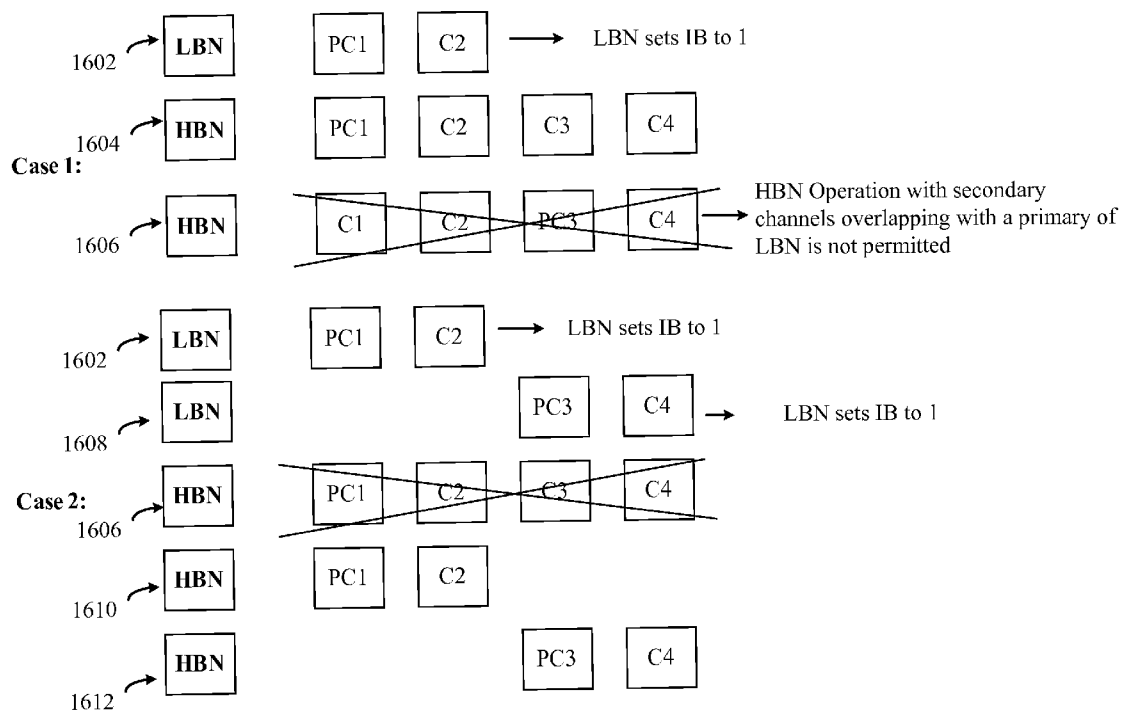 LBN PC1 C2 LBN sets IB to 1
1602
HBN PC1 C2 C3 C4
1604
Case 1:
HBN C1 C2 PC3 C4 HBN Operation with secondary
channels overlapping with a primary of
LBN is not permitted
1606
LBN PC1 C2 LBN sets IB to 1
1602
LBN PC3 C4 LBN sets IB to 1
1608
Case 2:
HBN PC1 C2 C3 C4
1606
HBN PC1 C2
1610
HBN PC3 C4
1612